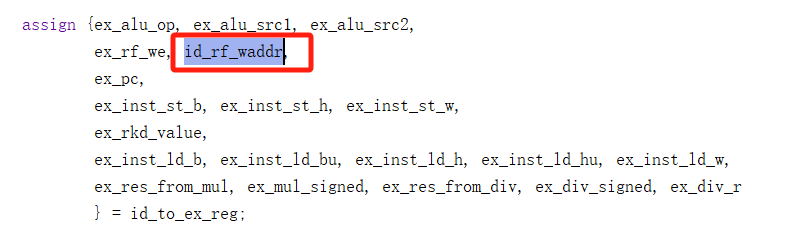 assign {ex_alu_op, ex_alu_src1, ex_alu_src2,
ex_rf_we, id_rf_waddr,
ex_pc,
ex_inst_st_b, ex_inst_st_h, ex_inst_st_w,
ex_rkd_value,
ex_inst_ld_b, ex_inst_ld_bu, ex_inst_ld_h, ex_inst_ld_hu, ex_inst_ld_w,
ex_res_from_mul, ex_mul_signed, ex_res_from_div, ex_div_signed, ex_div_r
} = id_to_ex_reg;